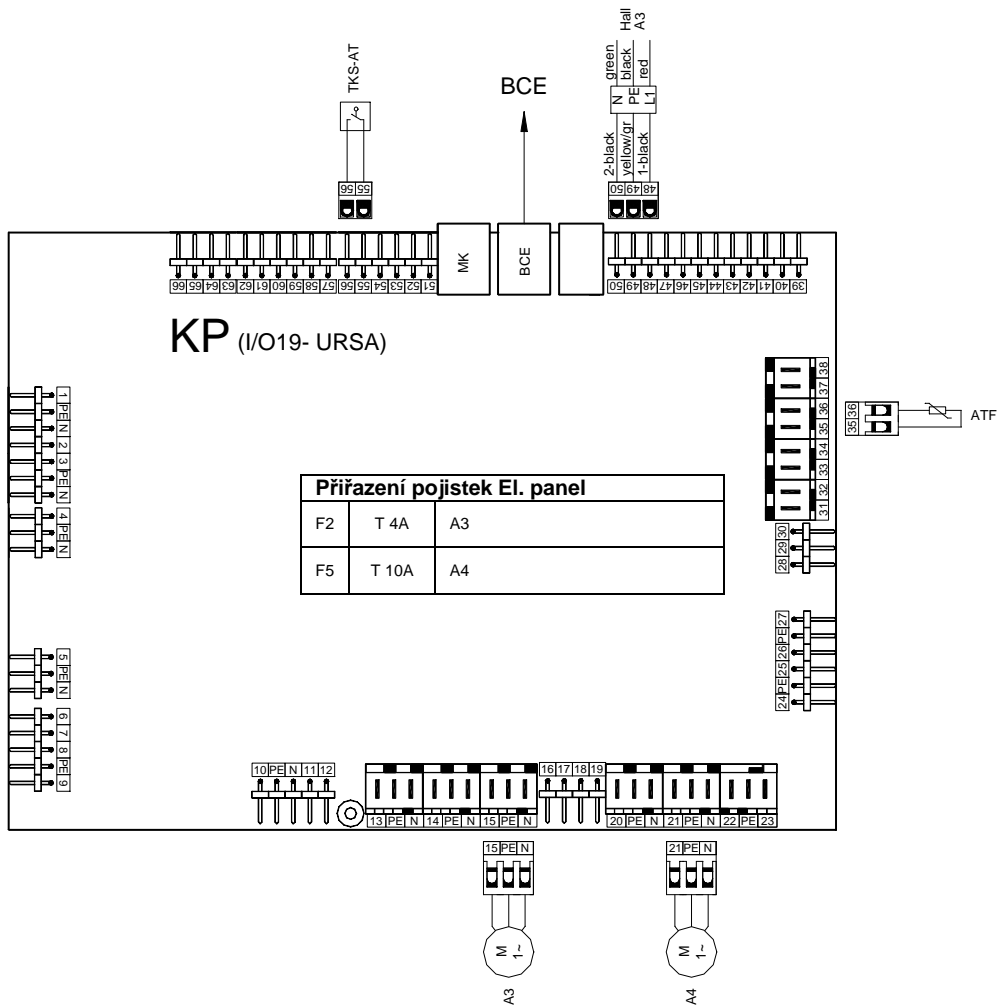 TKS-AT
56 55
BCE
green
black
red
Hall
A3
N
PE
L1
2-black
yellow/gr
1-black
50 49 48
66 65 64 63 62 61 60 59 58 57 56 55 54 53 52 51
MK
BCE
50 49 48 47 46 45 44 43 42 41 40 39
KP (I/O19- URSA)
1 PE N 2 3 PE N
4 PE N
5 PE N
6 7 8 PE 9
38 37 36 35 34 33 32 31
35 36
ATF
30 29 28
27 PE 26 25 PE 24
Přiřazení pojistek El. panel
F2 T 4A A3
F5 T 10A A4
10 PE N 11 12
13 PE N 14 PE N 15 PE N
16 17 18 19
20 PE N 21 PE N 22 PE 23
15 PE N
21 PE N
M
1~
M
1~
A3
A4